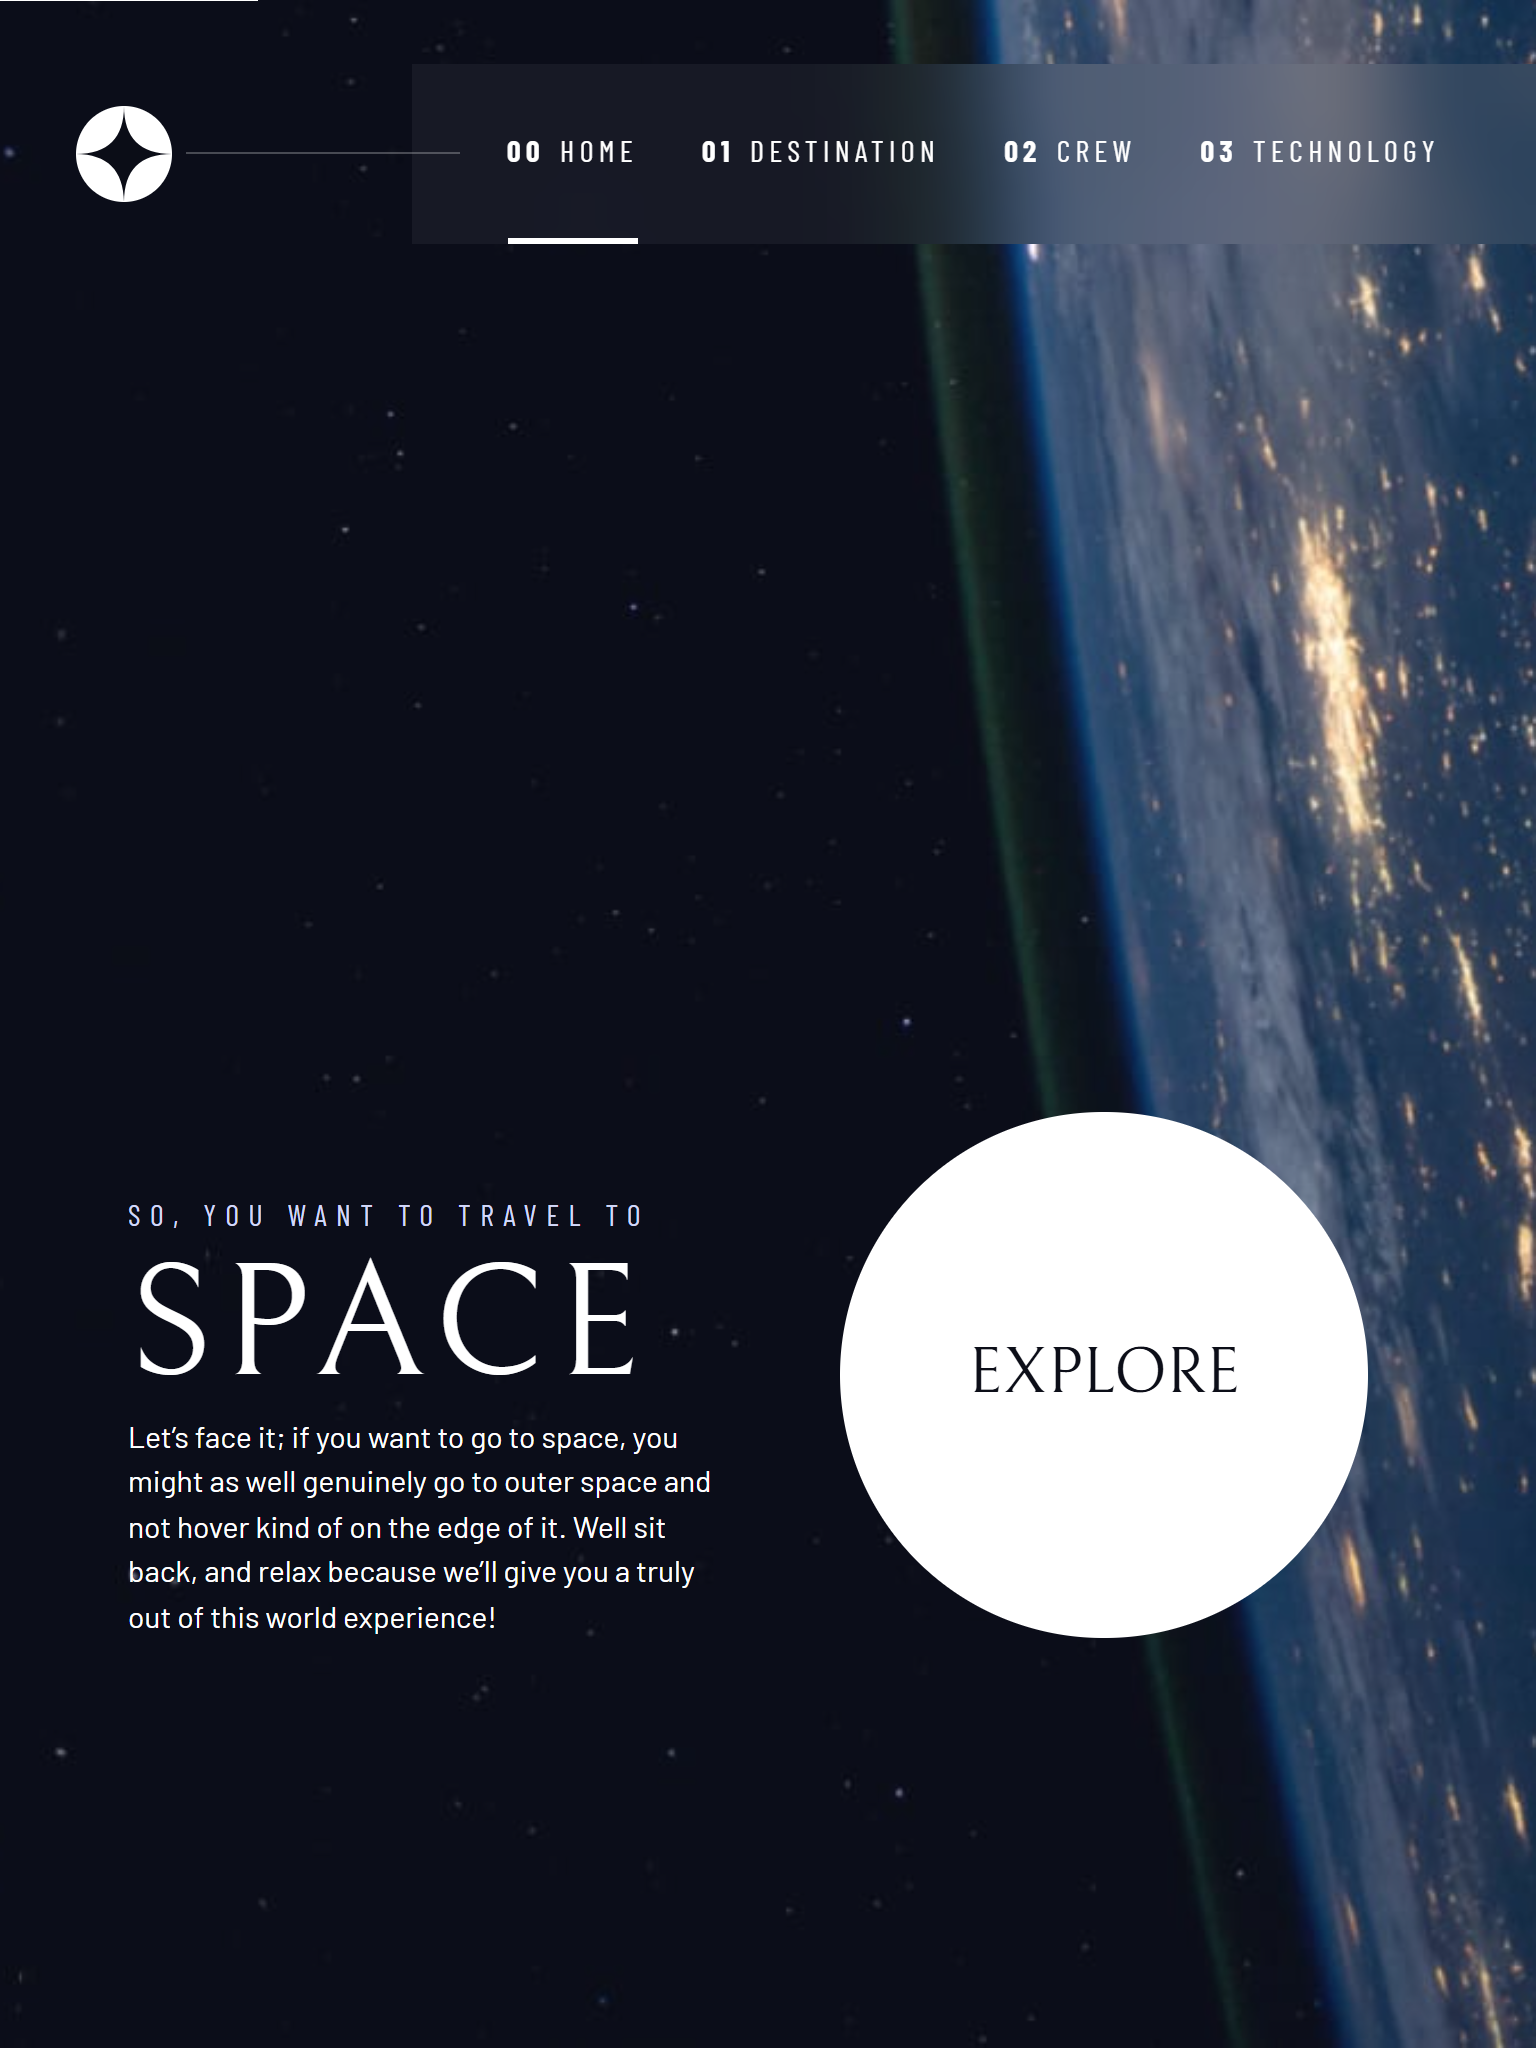 00 HOME 01 DESTINATION 02 CREW 03 TECHNOLOGY
SO, YOU WANT TO TRAVEL TO
SPACE
Let’s face it; if you want to go to space, you
might as well genuinely go to outer space and
not hover kind of on the edge of it. Well sit
back, and relax because we’ll give you a truly
out of this world experience!
EXPLORE